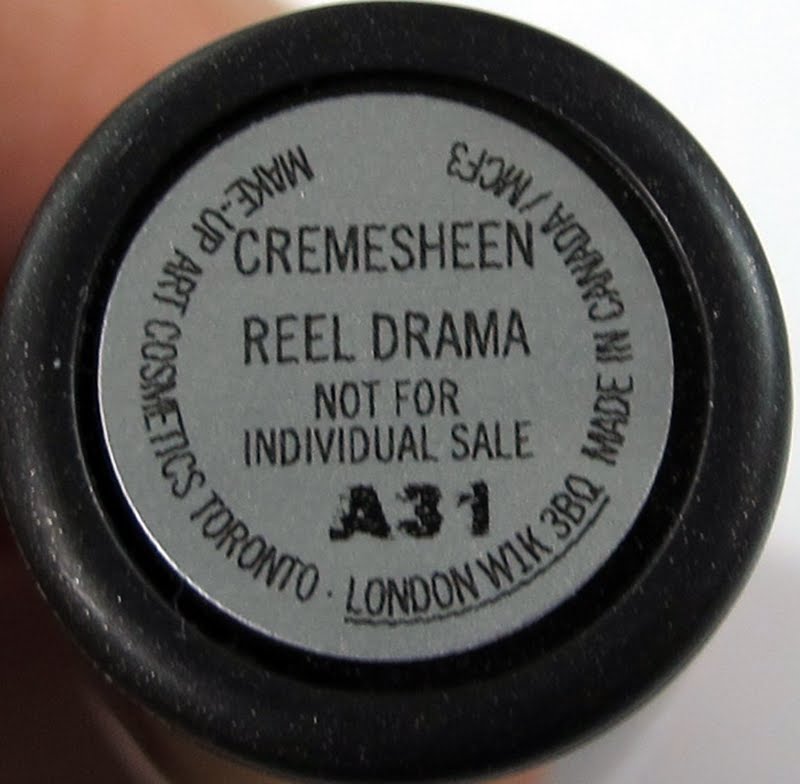 CREMESHEEN
REEL DRAMA
NOT FOR
INDIVIDUAL SALE
A31
MAKE-UP ART COSMETICS TORONTO · LONDON W1K 3BQ MADE IN CANADA / MCF3